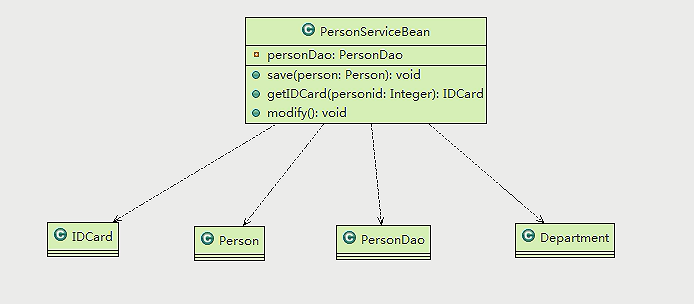 PersonServiceBean
personDao: PersonDao
save(person: Person): void
getIDCard(personid: Integer): IDCard
modify(): void
IDCard
Person
PersonDao
Department